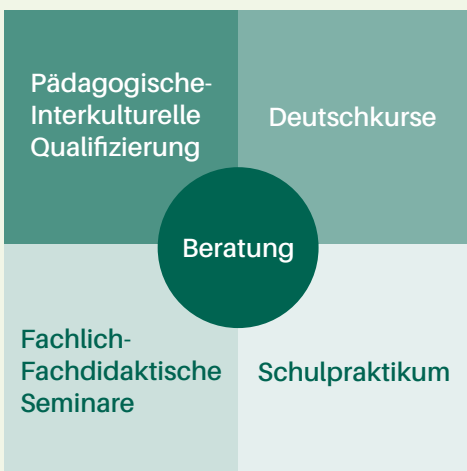 Pädagogische-
Interkulturelle
Qualifizierung
Deutschkurse
Beratung
Fachlich-
Fachdidaktische
Seminare
Schulpraktikum